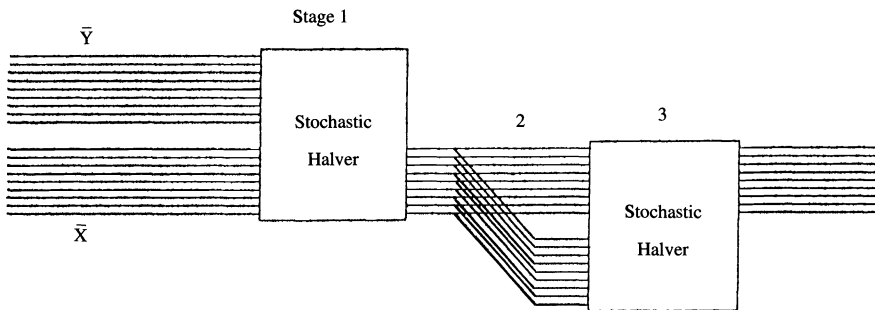 Stage 1
Ȳ
2
3
Stochastic
Halver
Stochastic
Halver
X̄